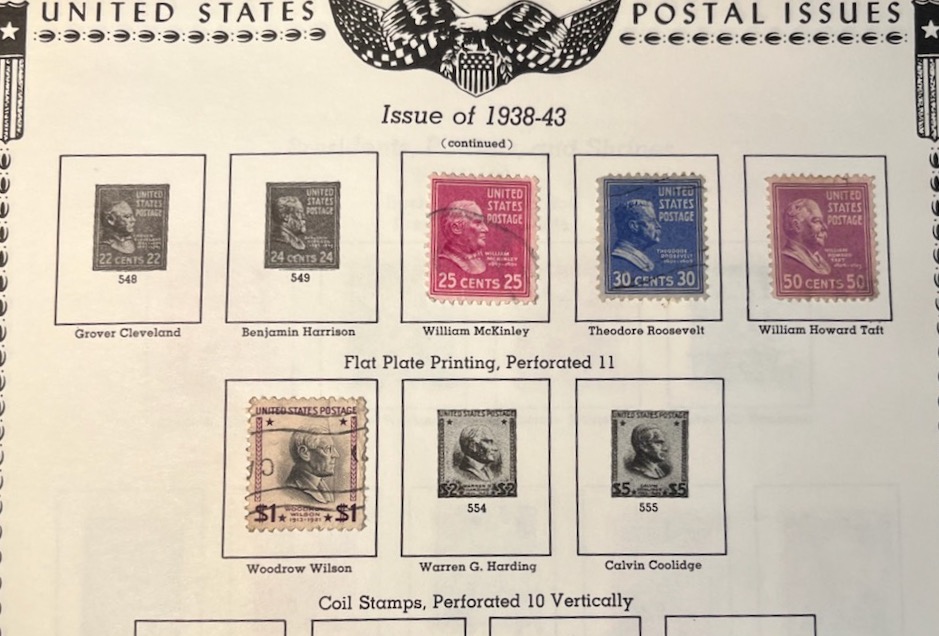 UNITED STATES POSTAL ISSUES
Issue of 1938-43
(continued)
22 CENTS 22
548
Grover Cleveland
UNITED
STATES
POSTAGE
24 CENTS 24
549
Benjamin Harrison
UNITED
STATES
POSTAGE
WILLIAM
McKINLEY
25 CENTS 25
William McKinley
UNITED
STATES
POSTAGE
THEODORE
ROOSEVELT
30 CENTS 30
Theodore Roosevelt
UNITED
STATES
POSTAGE
WILLIAM
HOWARD
TAFT
50 CENTS 50
William Howard Taft
Flat Plate Printing, Perforated 11
UNITED STATES POSTAGE
$1 WOODROW WILSON $1
1913-1921
Woodrow Wilson
UNITED STATES POSTAGE
$2 $2
554
Warren G. Harding
UNITED STATES POSTAGE
$5 $5
555
Calvin Coolidge
Coil Stamps, Perforated 10 Vertically